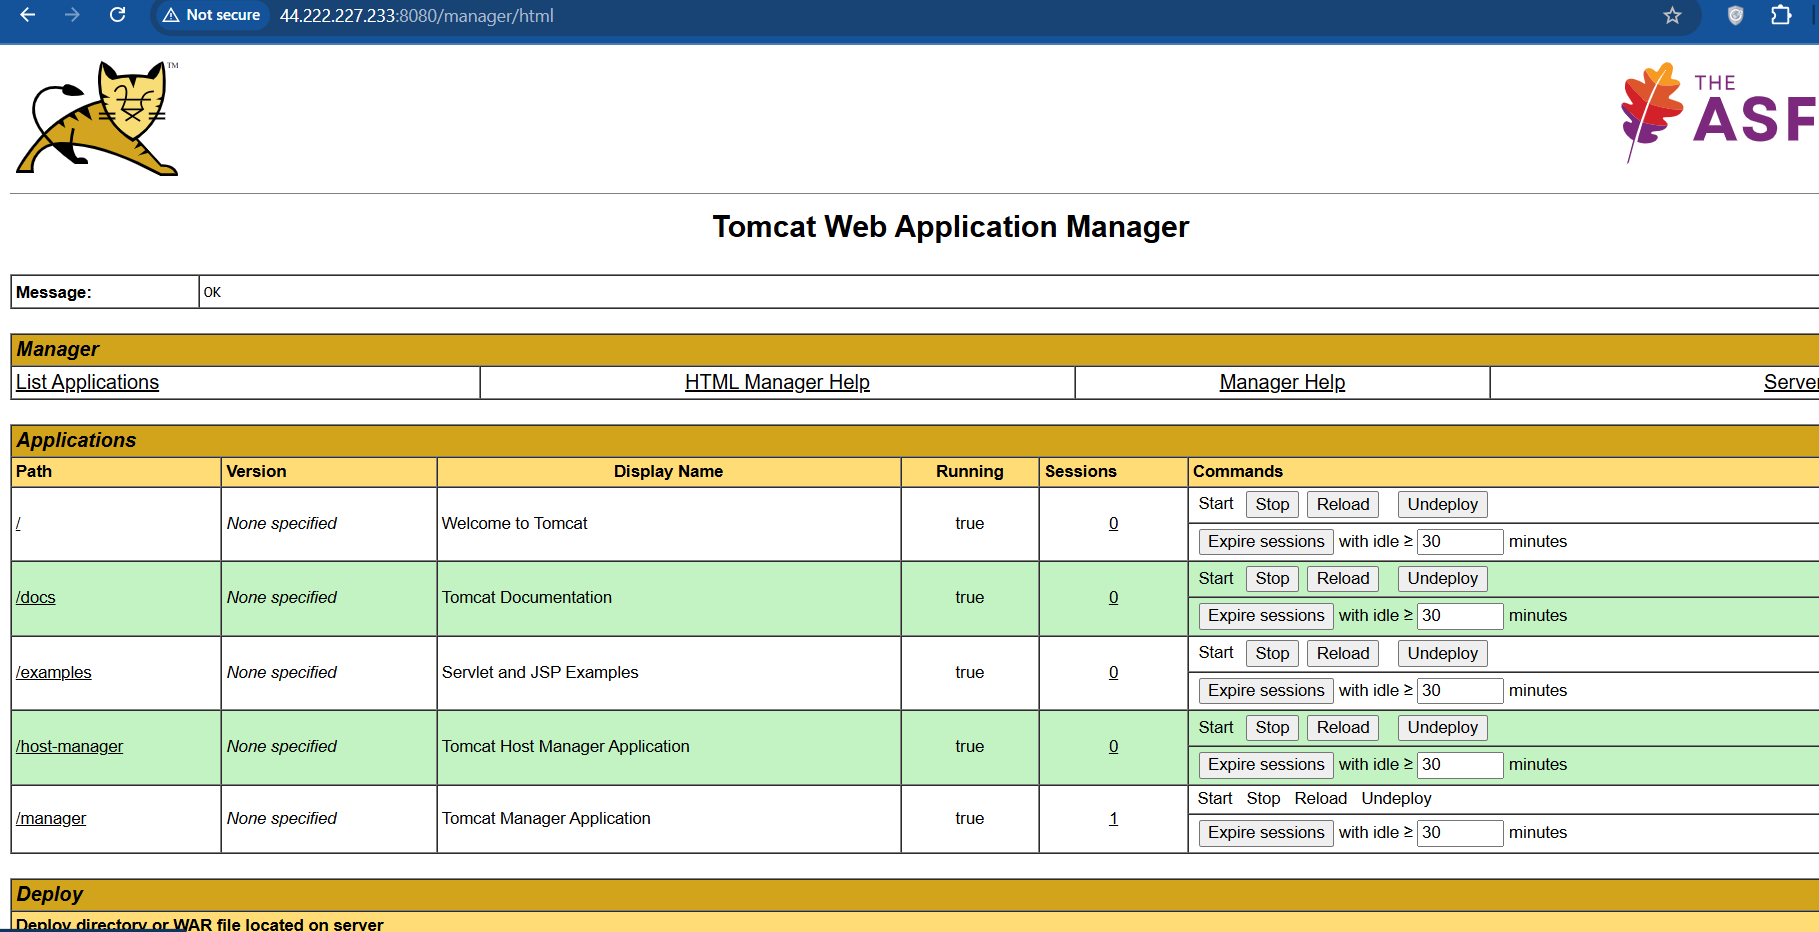 Not secure 44.222.227.233:8080/manager/html
TM
THE
ASF
Tomcat Web Application Manager
Message: OK
Manager
List Applications HTML Manager Help Manager Help Server
Applications
Path Version Display Name Running Sessions Commands
/ None specified Welcome to Tomcat true 0 Start Stop Reload Undeploy
Expire sessions with idle ≥ 30 minutes
/docs None specified Tomcat Documentation true 0 Start Stop Reload Undeploy
Expire sessions with idle ≥ 30 minutes
/examples None specified Servlet and JSP Examples true 0 Start Stop Reload Undeploy
Expire sessions with idle ≥ 30 minutes
/host-manager None specified Tomcat Host Manager Application true 0 Start Stop Reload Undeploy
Expire sessions with idle ≥ 30 minutes
/manager None specified Tomcat Manager Application true 1 Start Stop Reload Undeploy
Expire sessions with idle ≥ 30 minutes
Deploy
Deploy directory or WAR file located on server